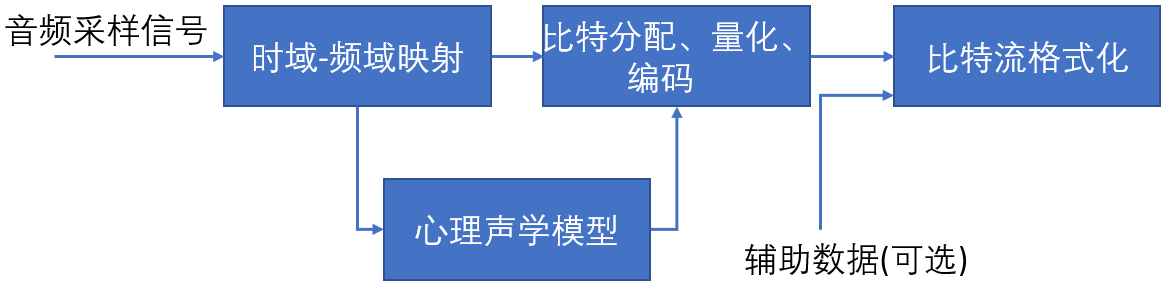 音频采样信号
时域-频域映射
比特分配、量化、
编码
比特流格式化
心理声学模型
辅助数据(可选)